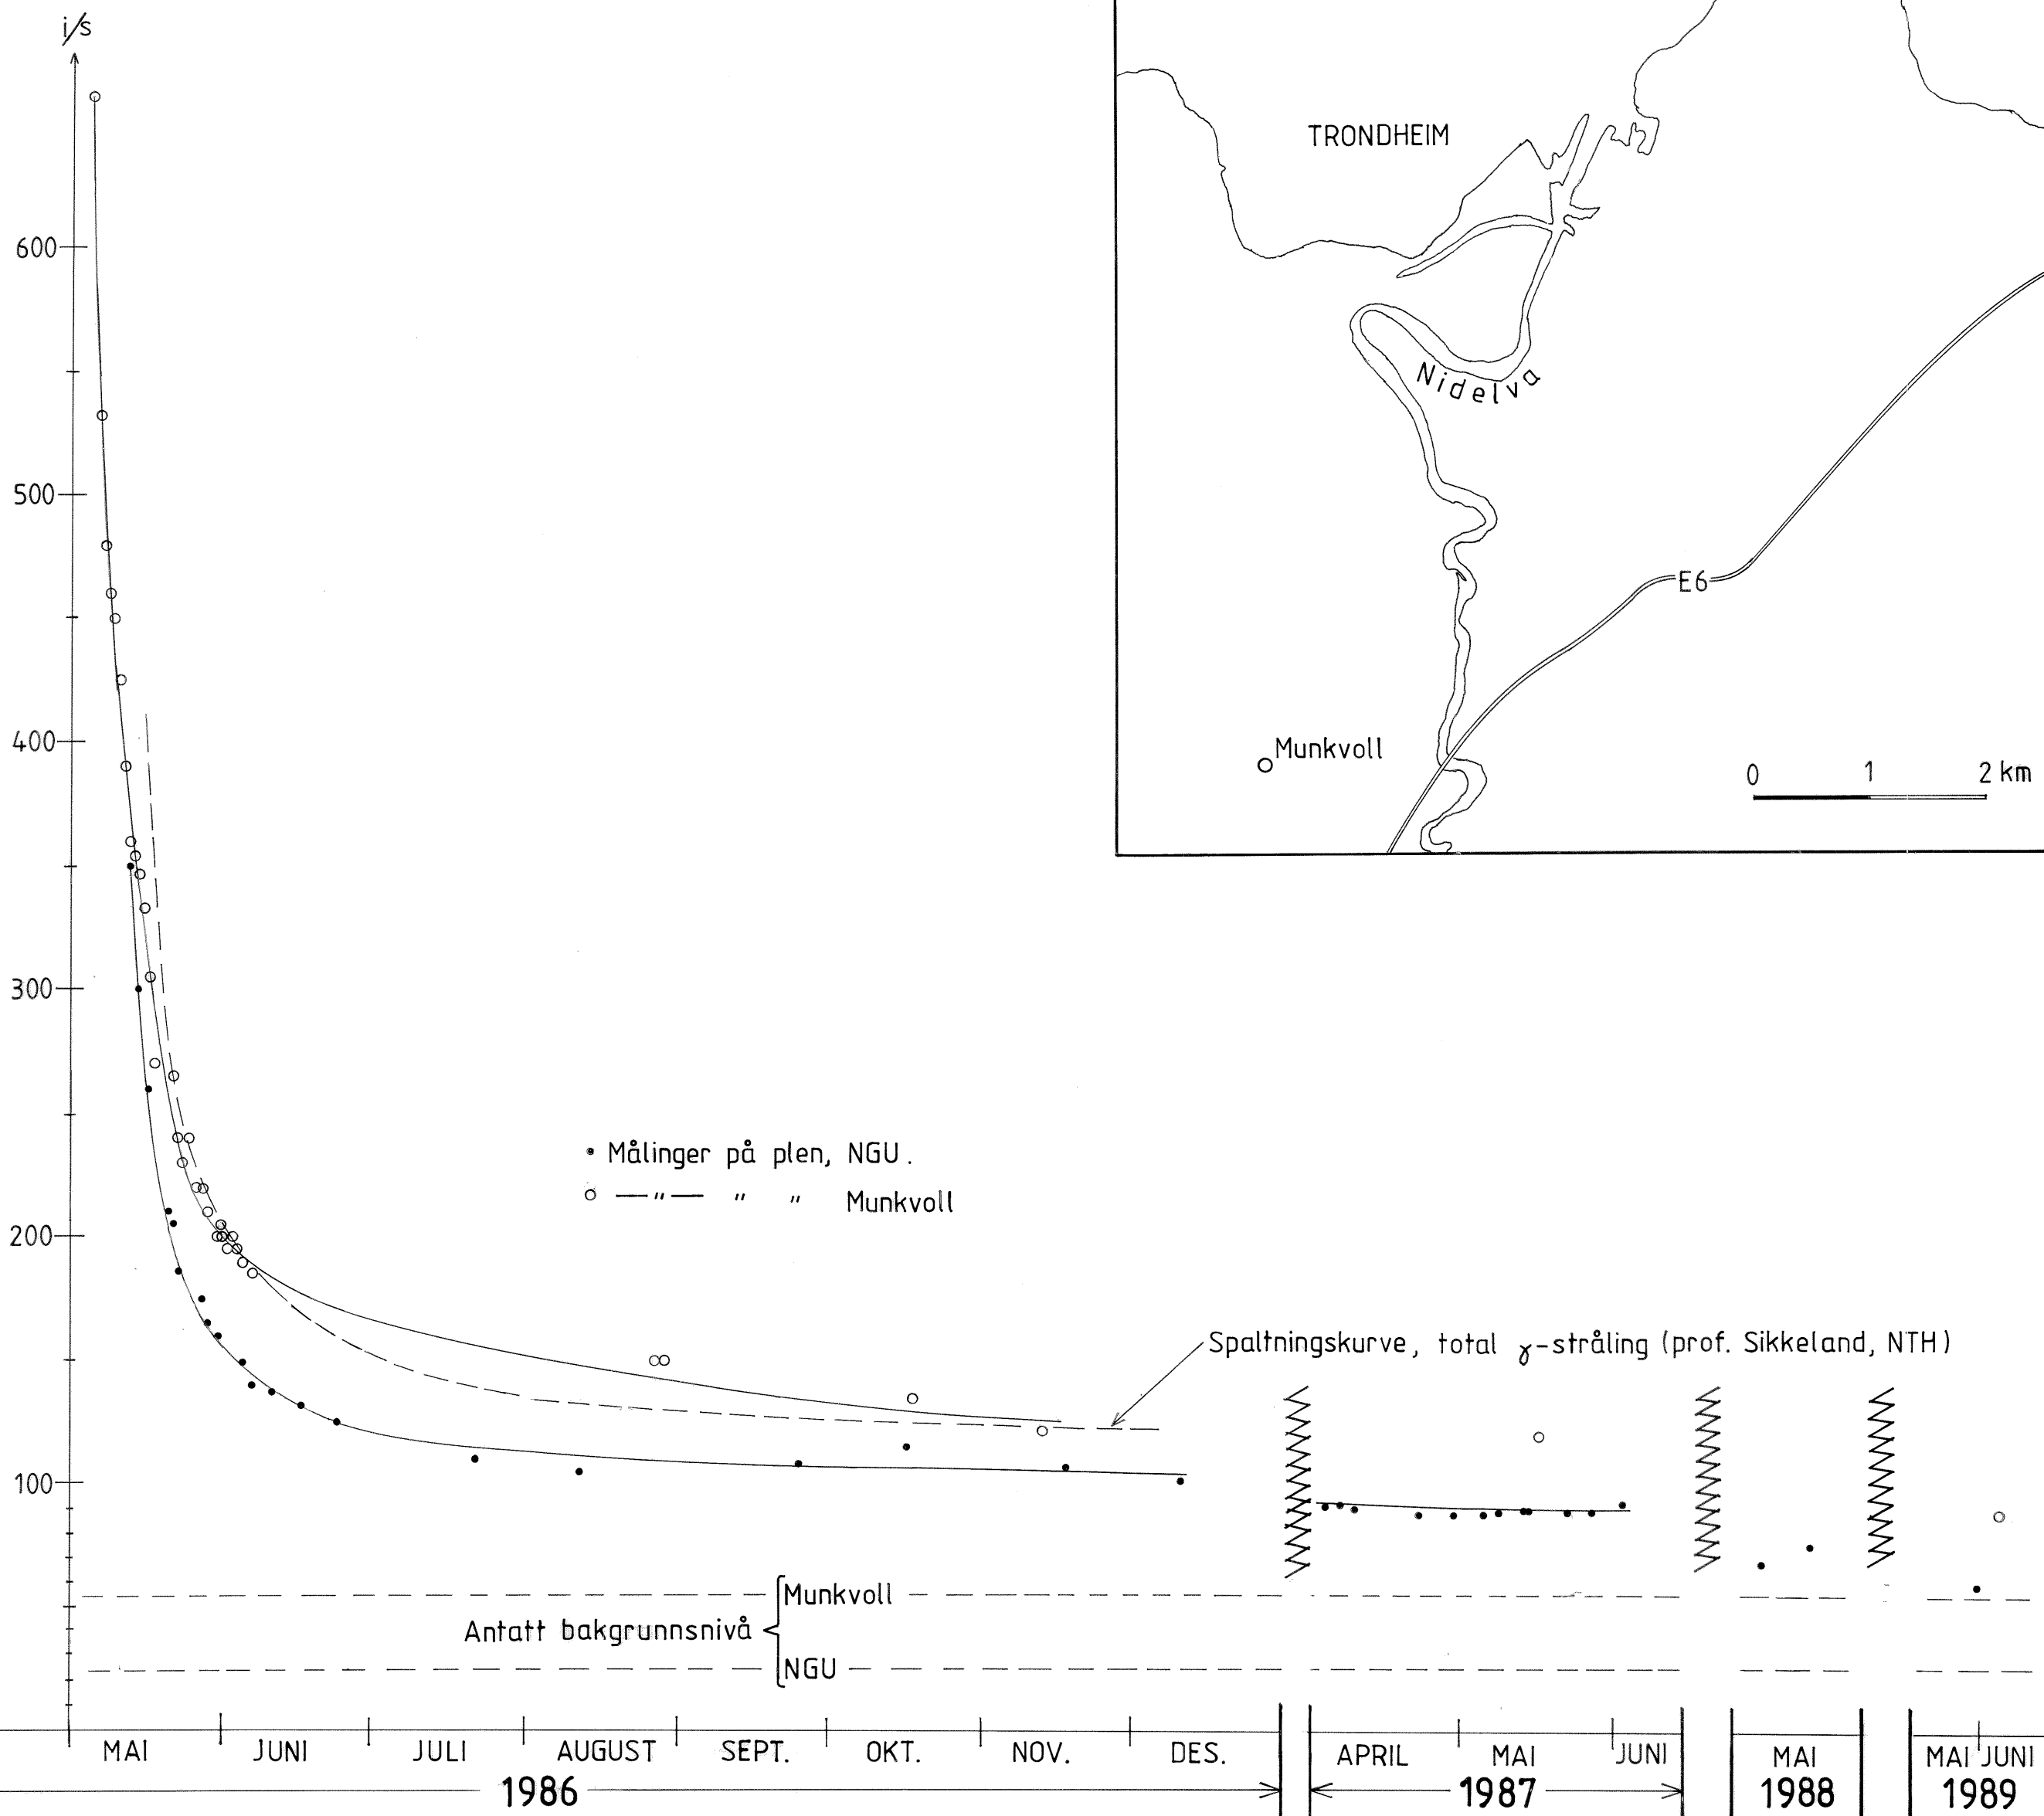 i/s
600
500
400
300
200
100
TRONDHEIM
Nidelva
E6
Munkvoll
0 1 2 km
• Målinger på plen, NGU.
○ —"— " " Munkvoll
Spaltningskurve, total γ-stråling (prof. Sikkeland, NTH)
Antatt bakgrunnsnivå
Munkvoll
NGU
MAI JUNI JULI AUGUST SEPT. OKT. NOV. DES. APRIL MAI JUNI MAI MAI JUNI
1986 1987 1988 1989